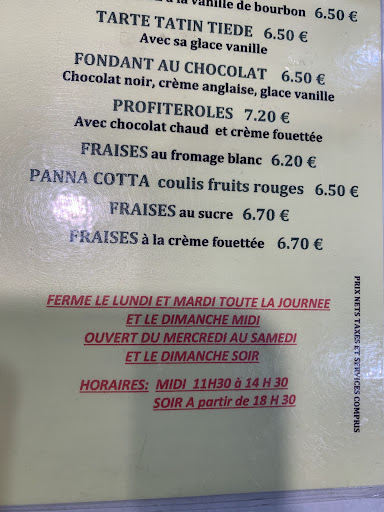 la vanille de bourbon 6.50 €
TARTE TATIN TIEDE 6.50 €
Avec sa glace vanille
FONDANT AU CHOCOLAT 6.50 €
Chocolat noir, crème anglaise, glace vanille
PROFITEROLES 7.20 €
Avec chocolat chaud et crème fouettée
FRAISES au fromage blanc 6.20 €
PANNA COTTA coulis fruits rouges 6.50 €
FRAISES au sucre 6.70 €
FRAISES à la crème fouettée 6.70 €
FERME LE LUNDI ET MARDI TOUTE LA JOURNEE
ET LE DIMANCHE MIDI
OUVERT DU MERCREDI AU SAMEDI
ET LE DIMANCHE SOIR
HORAIRES: MIDI 11H30 à 14 H 30
SOIR A partir de 18 H 30
PRIX NETS TAXES ET SERVICES COMPRIS